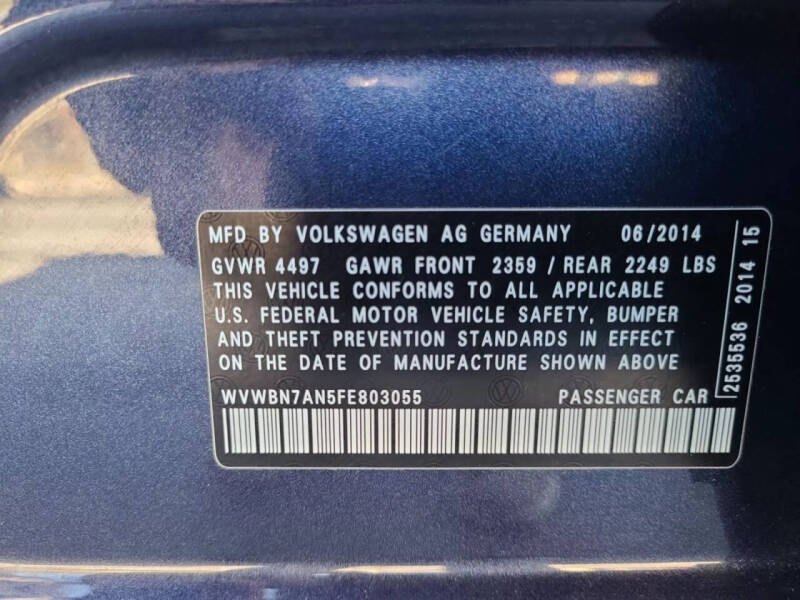 MFD BY VOLKSWAGEN AG GERMANY 06/2014
GVWR 4497 GAWR FRONT 2359 / REAR 2249 LBS
THIS VEHICLE CONFORMS TO ALL APPLICABLE
U.S. FEDERAL MOTOR VEHICLE SAFETY, BUMPER
AND THEFT PREVENTION STANDARDS IN EFFECT
ON THE DATE OF MANUFACTURE SHOWN ABOVE
WVWBN7AN5FE803055 PASSENGER CAR
2535536 2014 15